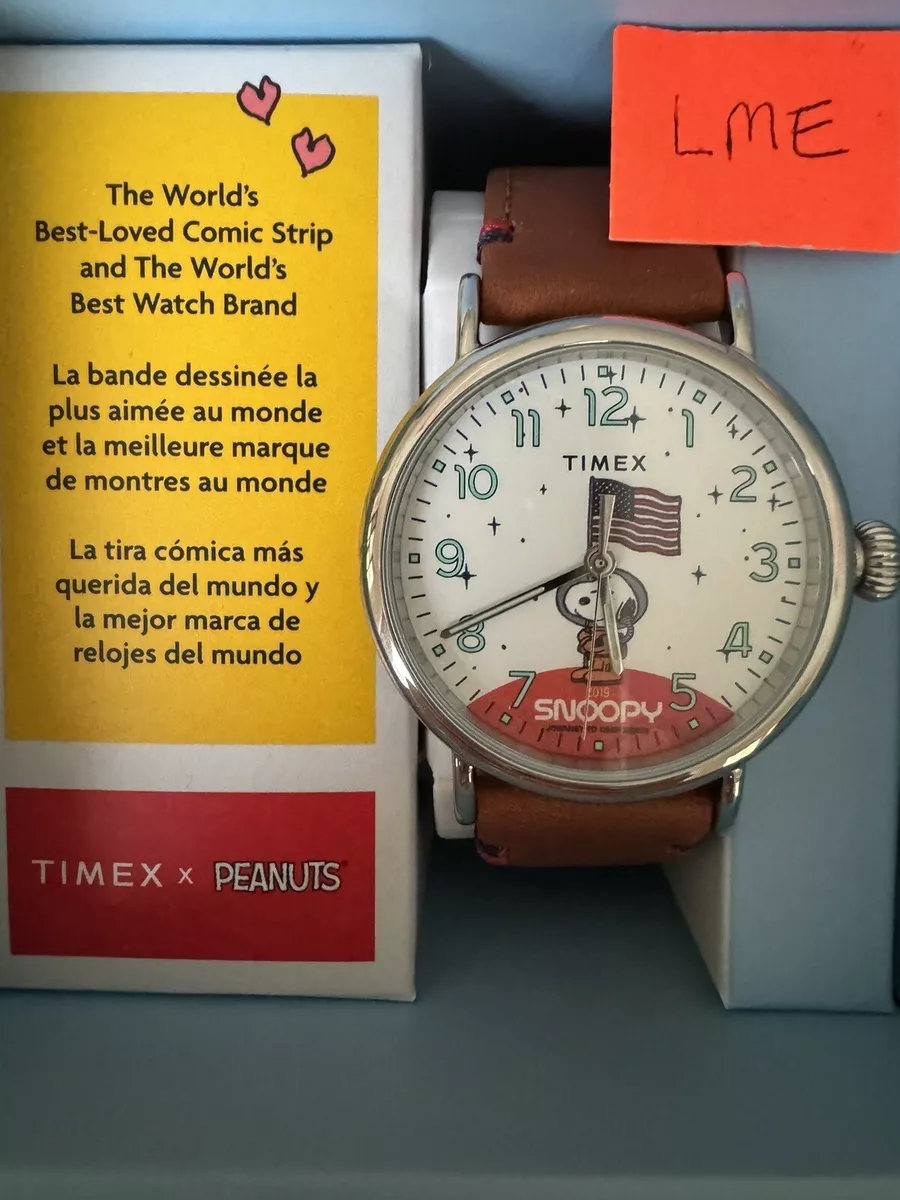 LME
The World's
Best-Loved Comic Strip
and The World's
Best Watch Brand
La bande dessinée la
plus aimée au monde
et la meilleure marque
de montres au monde
La tira cómica más
querida del mundo y
la mejor marca de
relojes del mundo
TIMEX x PEANUTS
12
1
2
3
4
5
7
8
9
10
11
TIMEX
2019
SNOOPY